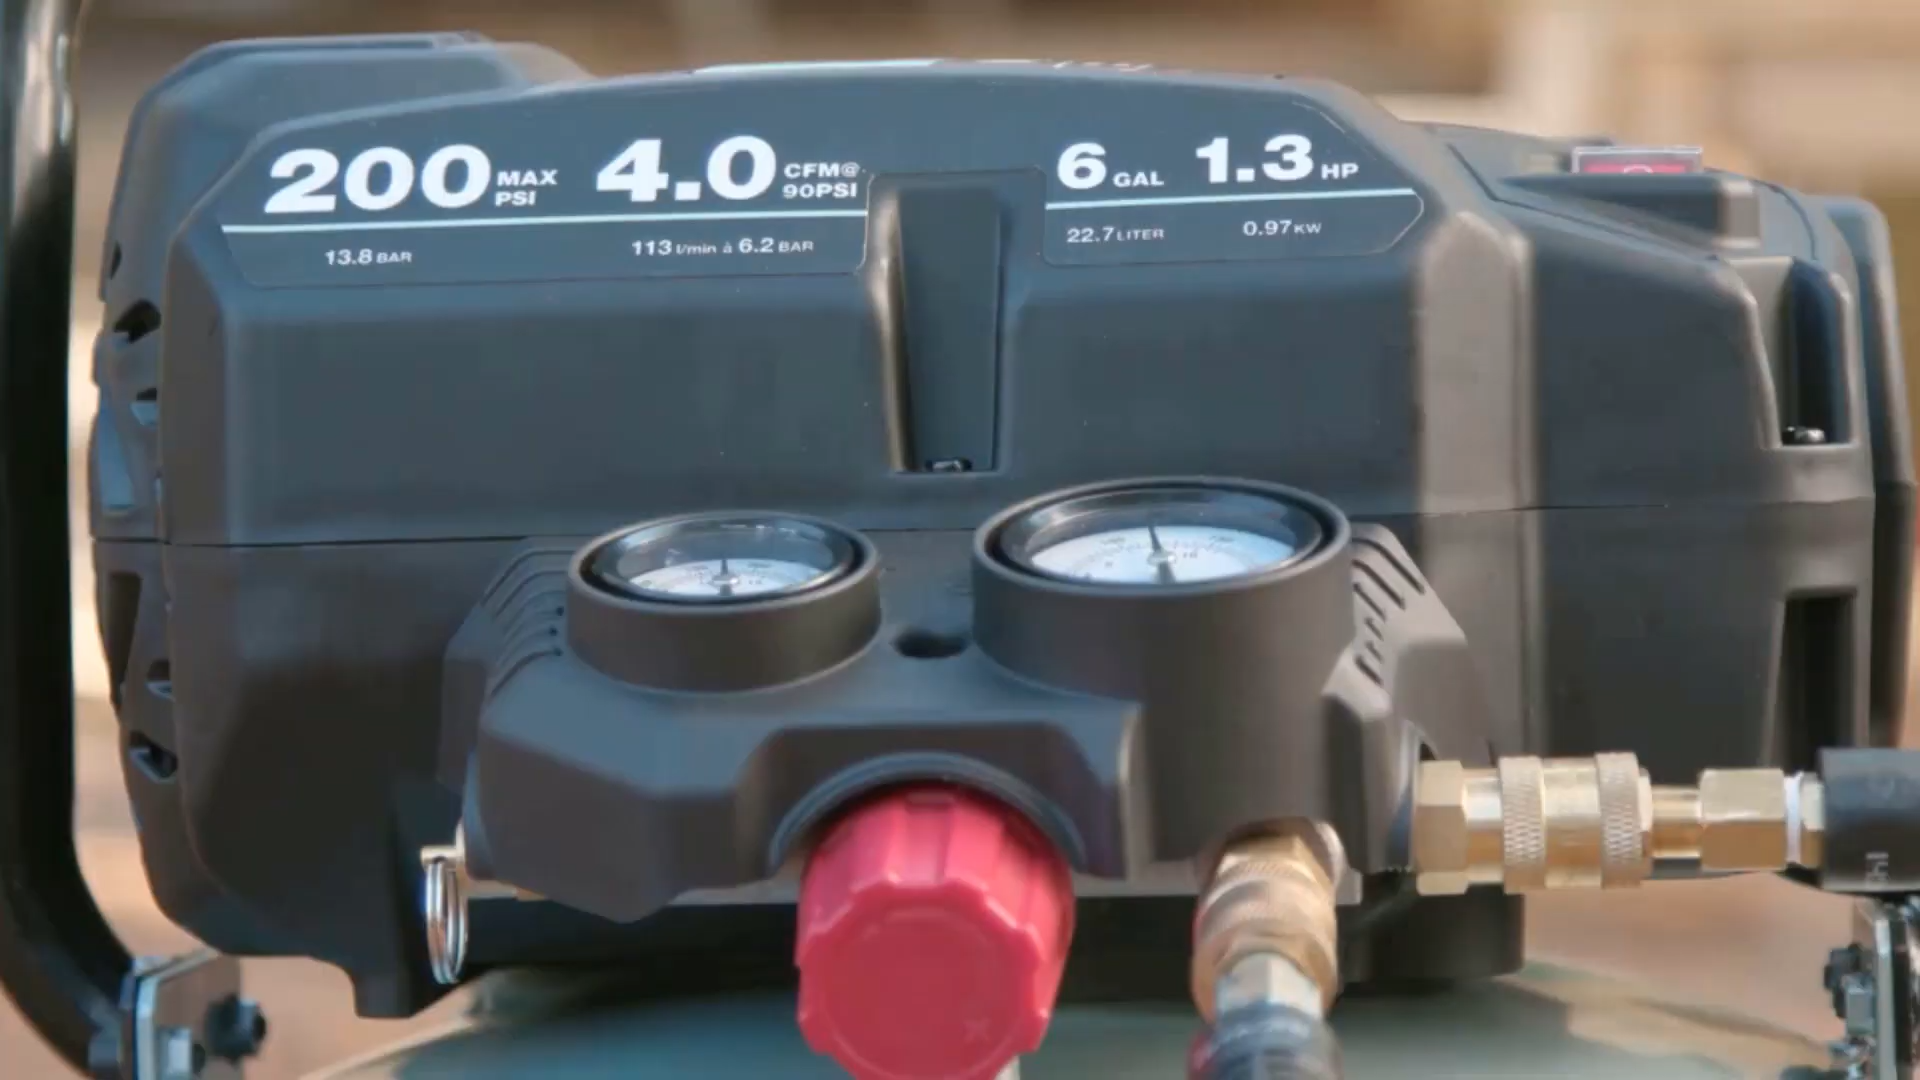 200 MAX PSI
4.0 CFM@ 90PSI
6 GAL
1.3 HP
13.8 BAR
113 l/min à 6.2 BAR
22.7 LITER
0.97 KW